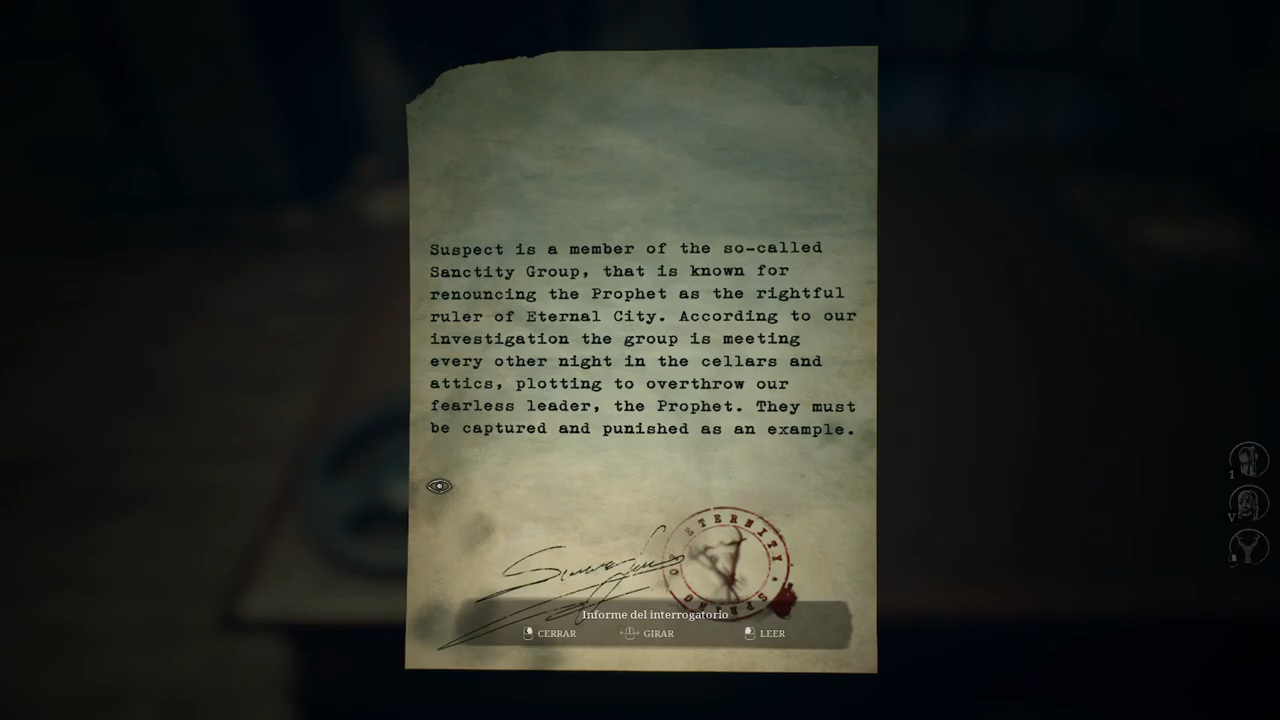 Suspect is a member of the so-called
Sanctity Group, that is known for
renouncing the Prophet as the rightful
ruler of Eternal City. According to our
investigation the group is meeting
every other night in the cellars and
attics, plotting to overthrow our
fearless leader, the Prophet. They must
be captured and punished as an example.
SPRING OF ETERNITY
Informe del interrogatorio
CERRAR GIRAR LEER
1
V